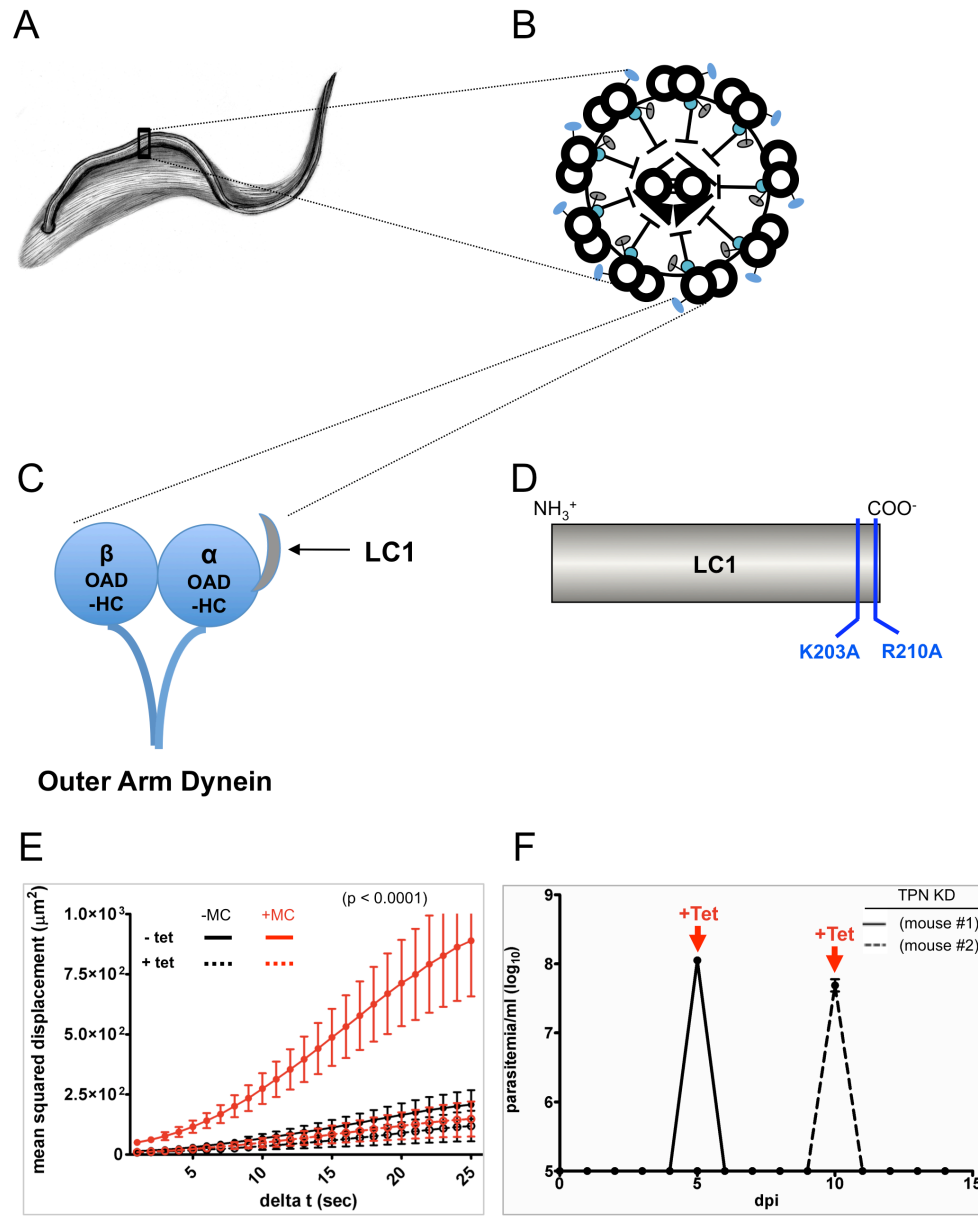 A
B
C
β
OAD
-HC
α
OAD
-HC
LC1
Outer Arm Dynein
D
NH₃⁺
COO⁻
LC1
K203A
R210A
E
(p < 0.0001)
-MC
+MC
- tet
+ tet
mean squared displacement (μm²)
1.0×10³
7.5×10²
5.0×10²
2.5×10²
0
5
10
15
20
25
delta t (sec)
F
TPN KD
(mouse #1)
(mouse #2)
+Tet
+Tet
parasitemia/ml (log₁₀)
9
8
7
6
5
0
5
10
15
dpi